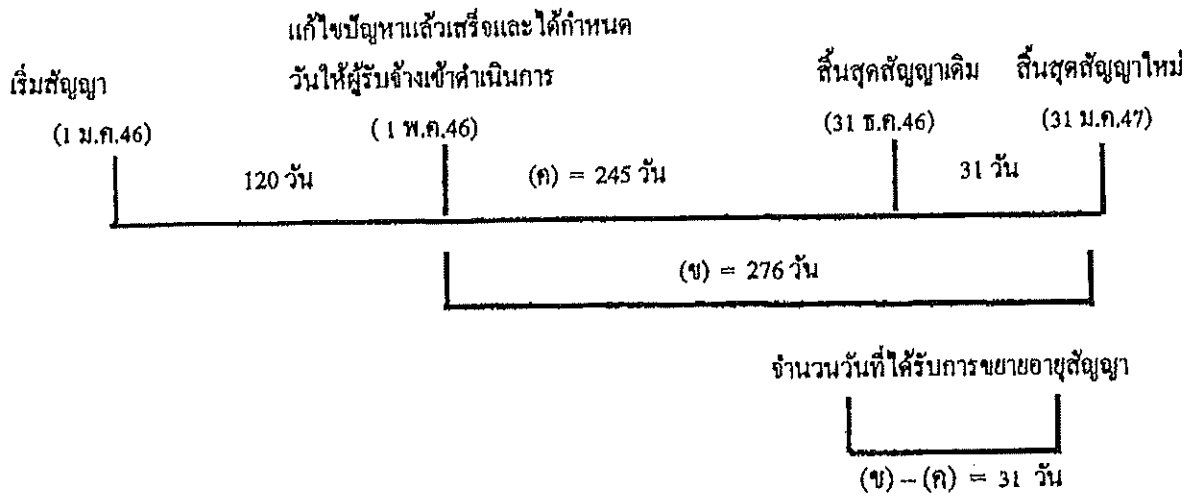 แก้ไขปัญหาแล้วเสร็จและได้กำหนด
วันให้ผู้รับจ้างเข้าดำเนินการ
เริ่มสัญญา
สิ้นสุดสัญญาเดิม
สิ้นสุดสัญญาใหม่
(1 ม.ค.46)
(1 พ.ค.46)
(31 ธ.ค.46)
(31 ม.ค.47)
120 วัน
(ค) = 245 วัน
31 วัน
(ข) = 276 วัน
จำนวนวันที่ได้รับการขยายอายุสัญญา
(ข) – (ค) = 31 วัน